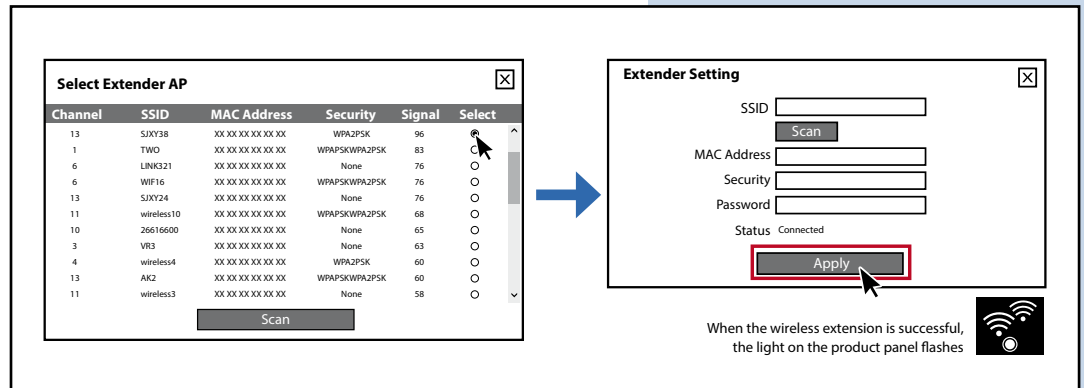 Select Extender AP
Channel SSID MAC Address Security Signal Select
13 SJXY38 XX XX XX XX XX XX WPA2PSK 96
1 TWO XX XX XX XX XX XX WPAPSKWPA2PSK 83
6 LINK321 XX XX XX XX XX XX None 76
6 WIF16 XX XX XX XX XX XX WPAPSKWPA2PSK 76
13 SJXY24 XX XX XX XX XX XX None 76
11 wireless10 XX XX XX XX XX XX WPAPSKWPA2PSK 68
10 26616600 XX XX XX XX XX XX None 65
3 VR3 XX XX XX XX XX XX None 63
4 wireless4 XX XX XX XX XX XX WPA2PSK 60
13 AK2 XX XX XX XX XX XX WPAPSKWPA2PSK 60
11 wireless3 XX XX XX XX XX XX None 58
Scan
Extender Setting
SSID
Scan
MAC Address
Security
Password
Status Connected
Apply
When the wireless extension is successful,
the light on the product panel flashes